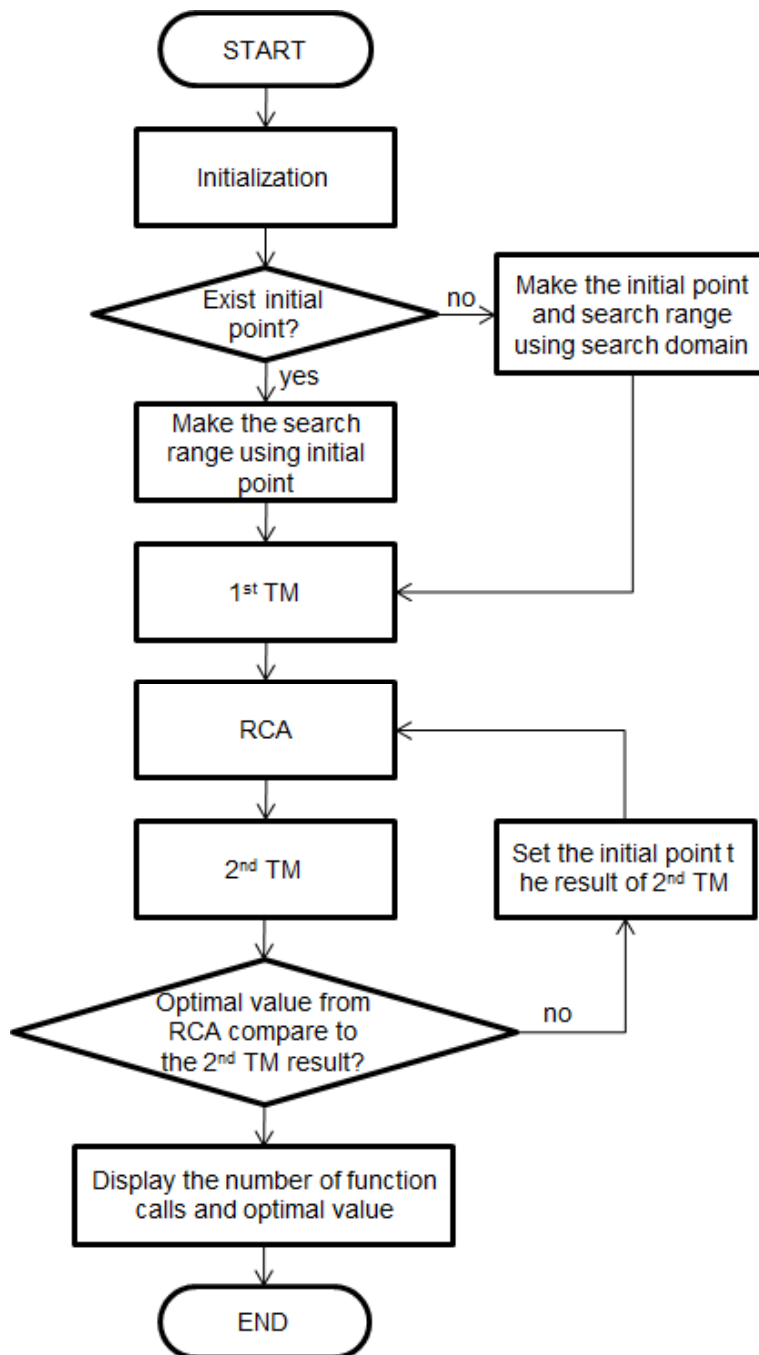 START
Initialization
Exist initial
point?
no
Make the initial point
and search range
using search domain
yes
Make the search
range using initial
point
1st TM
RCA
2nd TM
Set the initial point t
he result of 2nd TM
Optimal value from
RCA compare to
the 2nd TM result?
no
Display the number of function
calls and optimal value
END